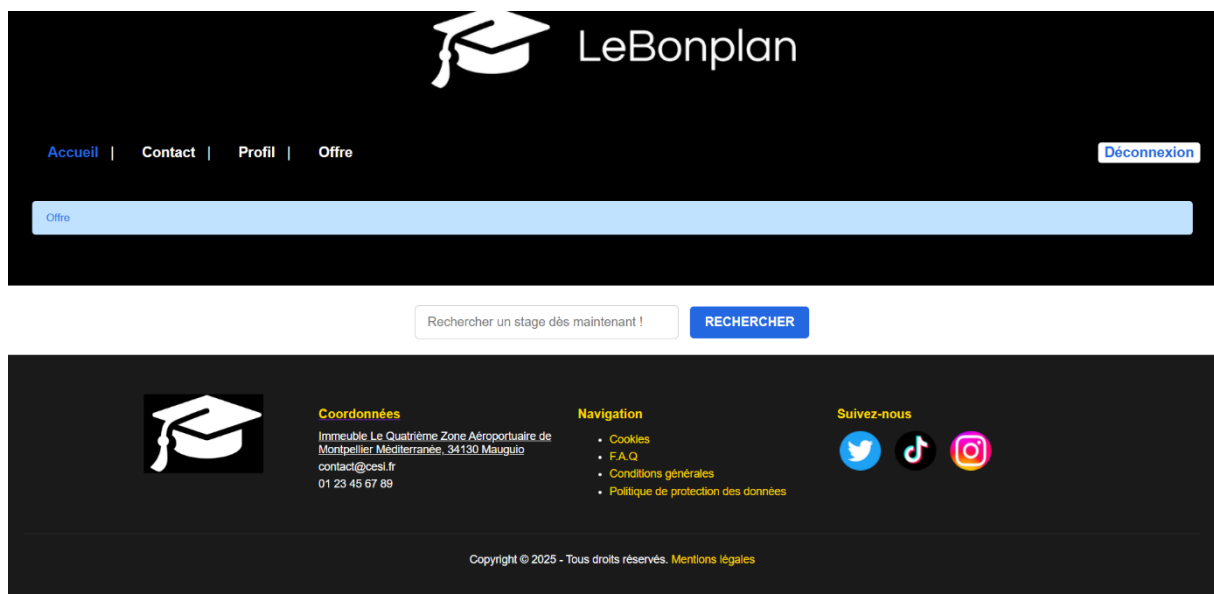 LeBonplan
Accueil | Contact | Profil | Offre Déconnexion
Offre
Rechercher un stage dès maintenant ! RECHERCHER
Coordonnées
Immeuble Le Quatrième Zone Aéroportuaire de
Montpellier Méditerranée, 34130 Mauguio
contact@cesi.fr
01 23 45 67 89
Navigation
Cookies
F.A.Q
Conditions générales
Politique de protection des données
Suivez-nous
Copyright © 2025 - Tous droits réservés. Mentions légales